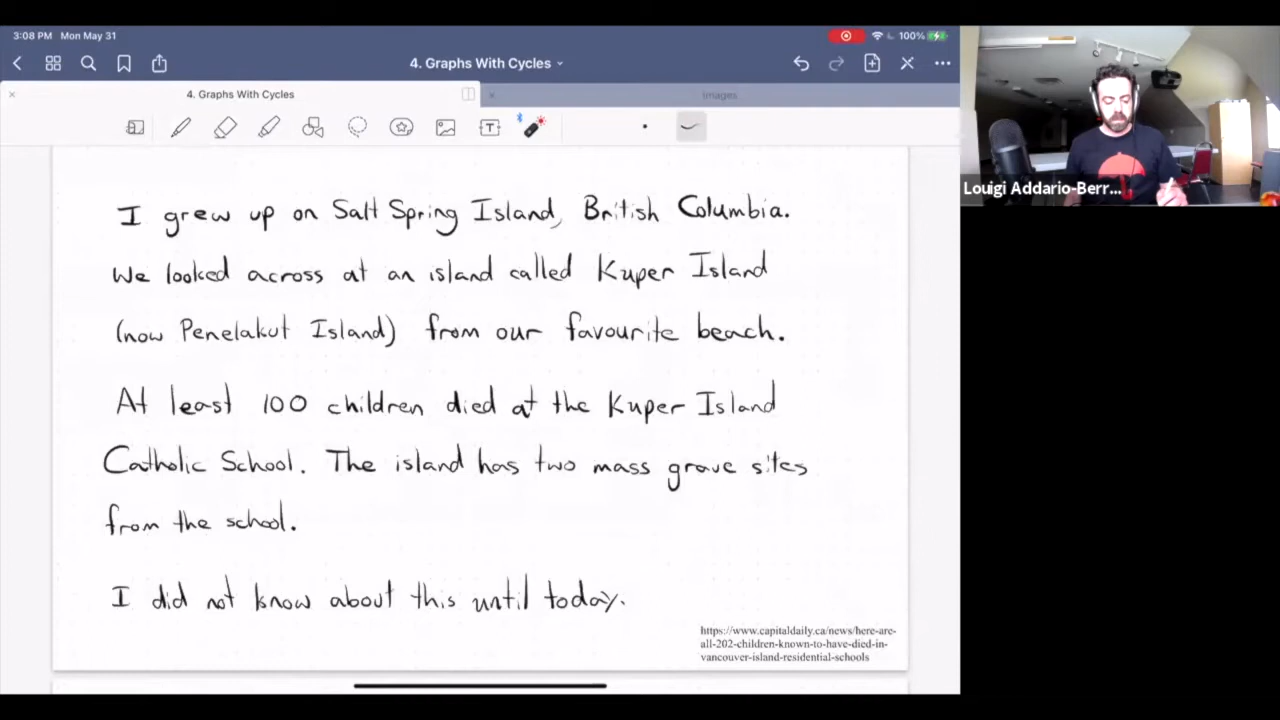 3:08 PM Mon May 31
100%
4. Graphs With Cycles
4. Graphs With Cycles
Images
I grew up on Salt Spring Island, British Columbia.
We looked across at an island called Kuper Island
(now Penelakut Island) from our favourite beach.
At least 100 children died at the Kuper Island
Catholic School. The island has two mass grave sites
from the school.
I did not know about this until today.
https://www.capitaldaily.ca/news/here-are-
all-202-children-known-to-have-died-in-
vancouver-island-residential-schools
Louigi Addario-Berr...